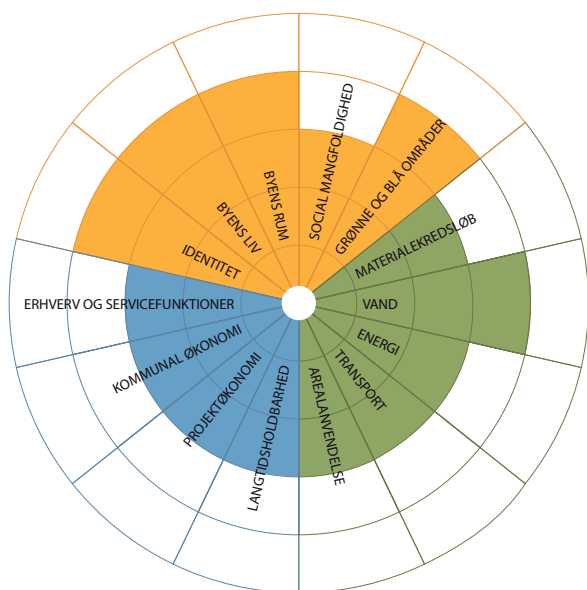 SOCIAL MANGFOLDIGHED
GRØNNE OG BLÅ OMRÅDER
MATERIALEKREDSLØB
VAND
ENERGI
TRANSPORT
AREALANVENDELSE
LANGTIDSHOLDBARHED
PROJEKTØKONOMI
KOMMUNAL ØKONOMI
ERHVERV OG SERVICEFUNKTIONER
IDENTITET
BYENS LIV
BYENS RUM